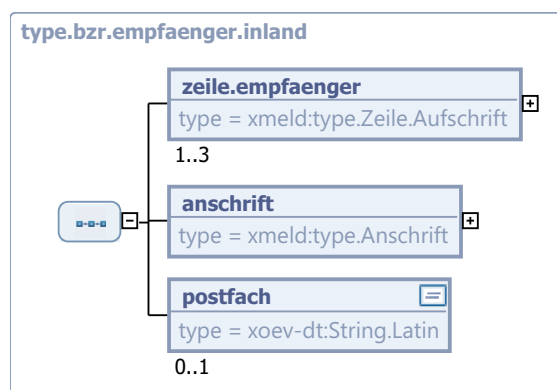 type.bzr.empfaenger.inland
zeile.empfaenger
type = xmeld:type.Zeile.Aufschrift
1..3
anschrift
type = xmeld:type.Anschrift
postfach
type = xoev-dt:String.Latin
0..1